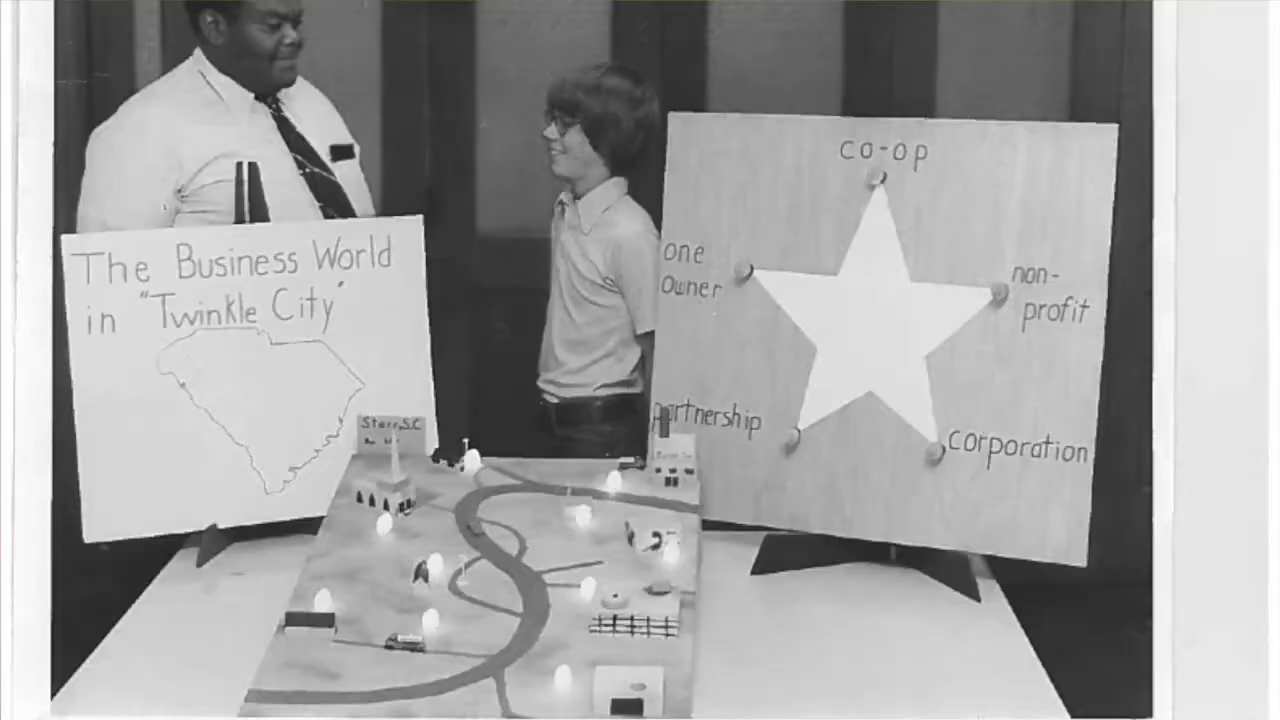 The Business World
in "Twinkle City"
co-op
one
owner
non-
profit
partnership
corporation
Starr, S.C.